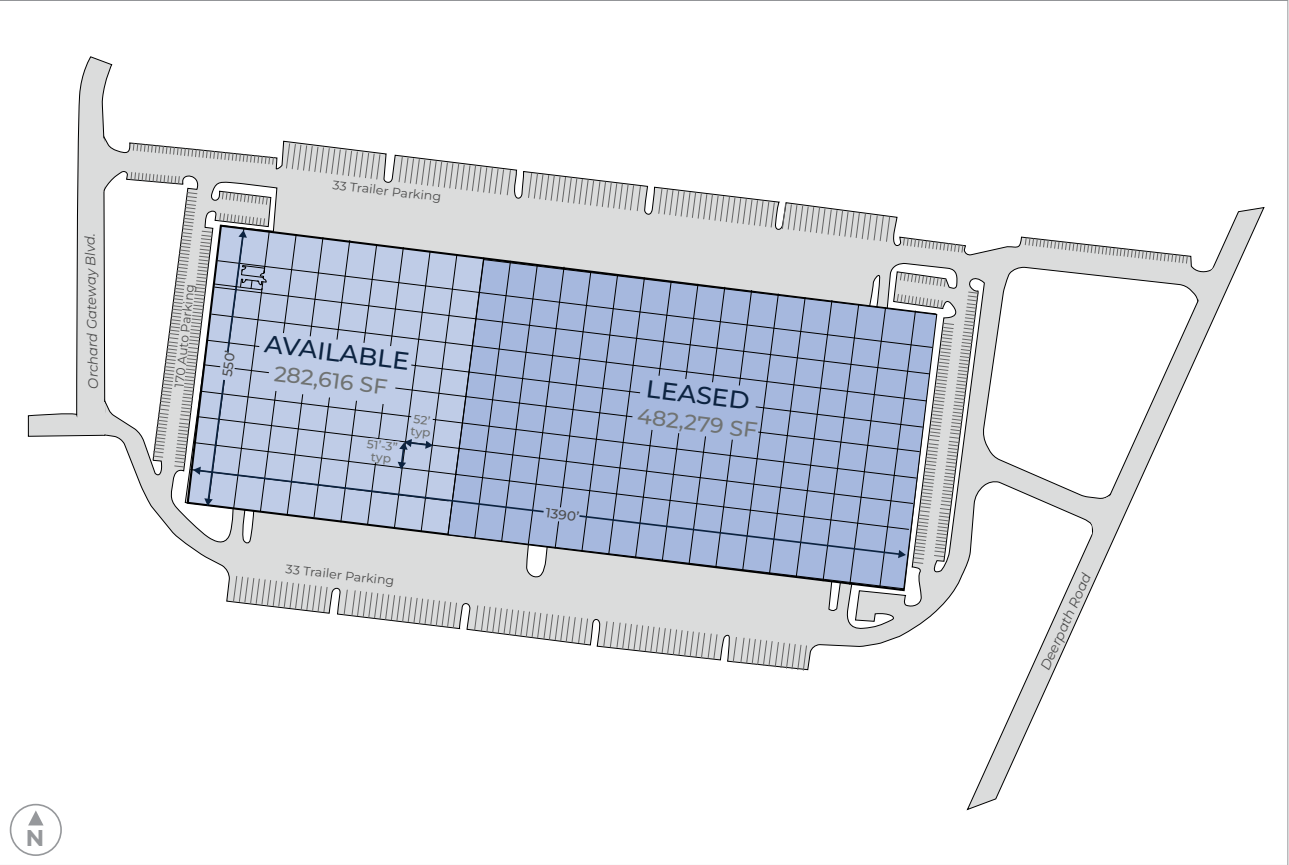 33 Trailer Parking
Orchard Gateway Blvd.
170 Auto Parking
550'
AVAILABLE
282,616 SF
LEASED
482,279 SF
52'
typ
51'-3"
typ
1390'
33 Trailer Parking
Deerpath Road
N